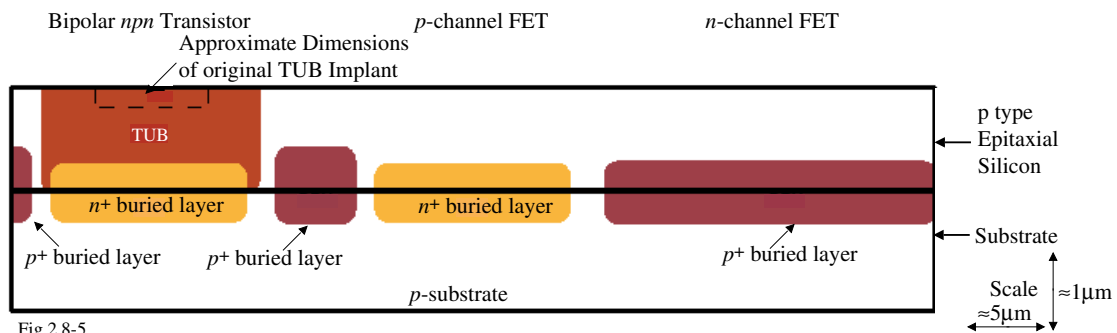 Bipolar npn Transistor
p-channel FET
n-channel FET
Approximate Dimensions
of original TUB Implant
TUB
p type
Epitaxial
Silicon
n+ buried layer
n+ buried layer
p+ buried layer
p+ buried layer
p+ buried layer
Substrate
p-substrate
Scale
≈1μm
≈5μm
Fig 2.8-5